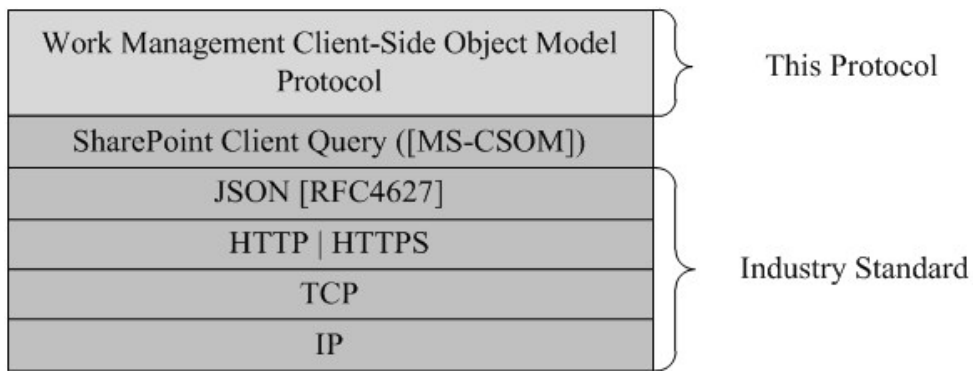 Work Management Client-Side Object Model
Protocol
This Protocol
SharePoint Client Query ([MS-CSOM])
JSON [RFC4627]
HTTP | HTTPS
Industry Standard
TCP
IP